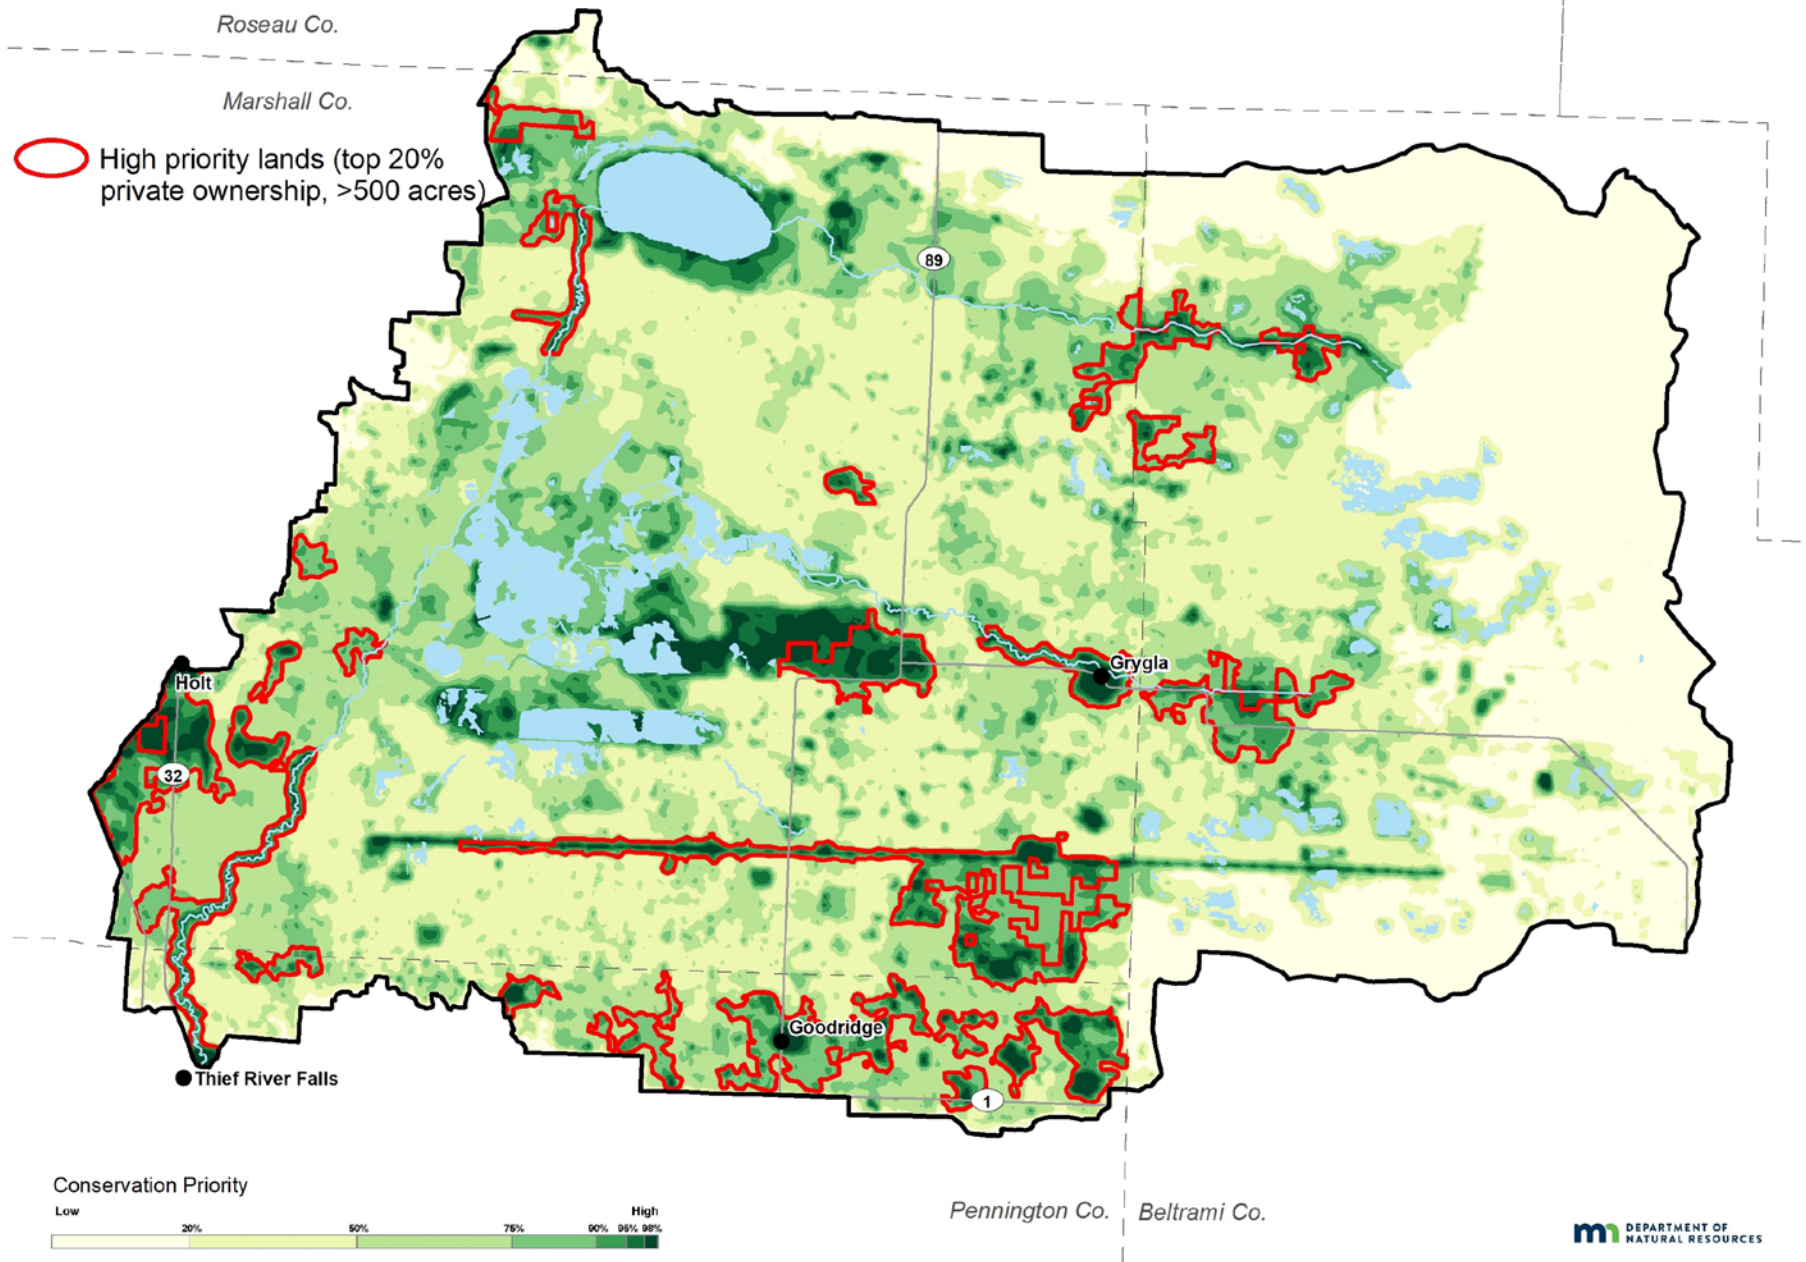 Roseau Co.
Marshall Co.
High priority lands (top 20%
private ownership, >500 acres)
89
Grygla
Holt
32
Goodridge
Thief River Falls
1
Conservation Priority
Low
High
20%
50%
75%
90%
95%
98%
Pennington Co.
Beltrami Co.
mn
DEPARTMENT OF
NATURAL RESOURCES